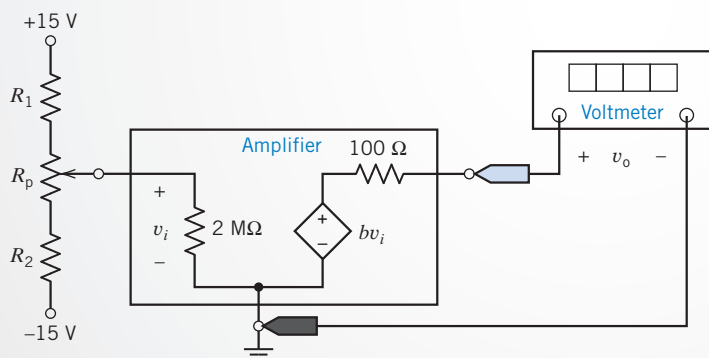 +15 V
R1
Rp
R2
−15 V
Amplifier
100 Ω
+
vi
−
2 MΩ
+
−
bvi
Voltmeter
+ vo −